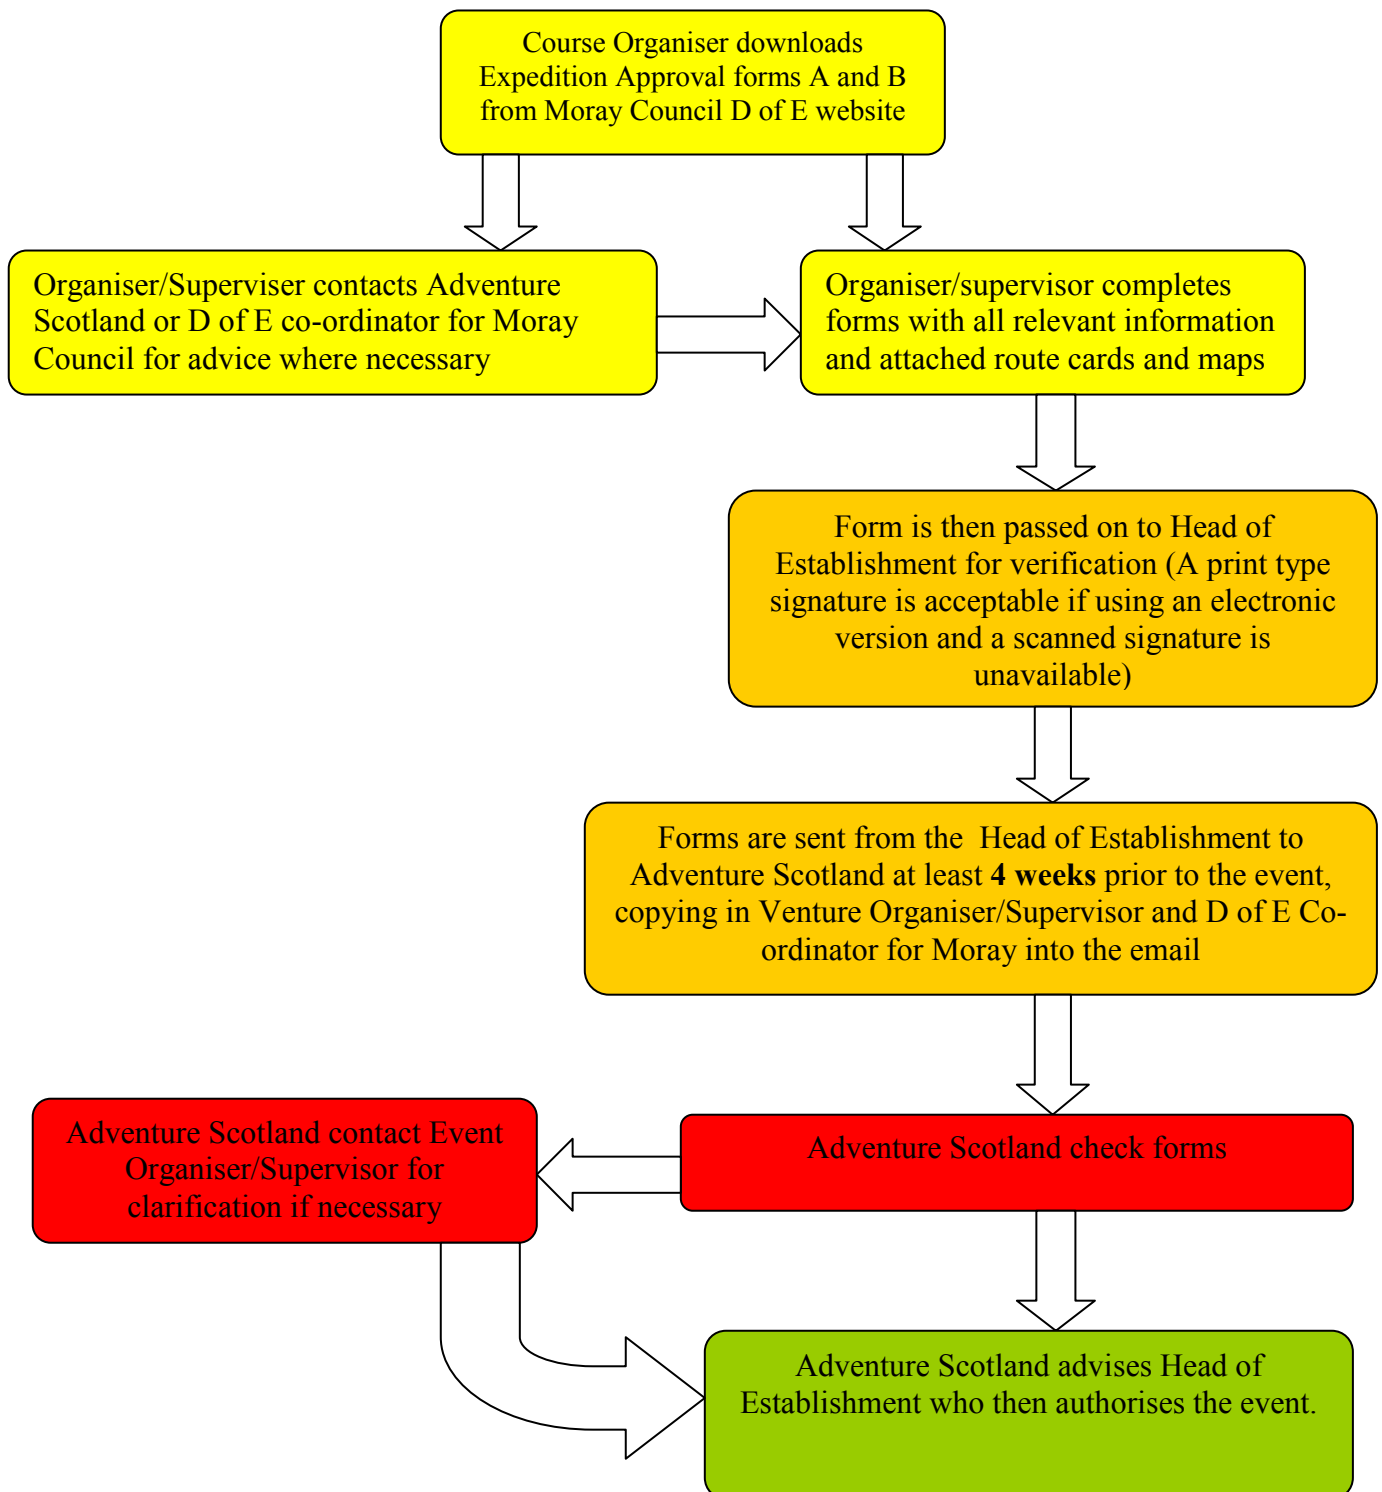 Course Organiser downloads
Expedition Approval forms A and B
from Moray Council D of E website
Organiser/Superviser contacts Adventure
Scotland or D of E co-ordinator for Moray
Council for advice where necessary
Organiser/supervisor completes
forms with all relevant information
and attached route cards and maps
Form is then passed on to Head of
Establishment for verification (A print type
signature is acceptable if using an electronic
version and a scanned signature is
unavailable)
Forms are sent from the  Head of Establishment to
Adventure Scotland at least 4 weeks prior to the event,
copying in Venture Organiser/Supervisor and D of E Co-
ordinator for Moray into the email
Adventure Scotland check forms
Adventure Scotland contact Event
Organiser/Supervisor for
clarification if necessary
Adventure Scotland advises Head of
Establishment who then authorises the event.